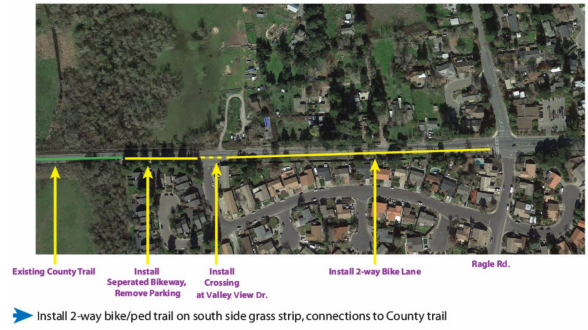 Existing County Trail
Install
Seperated Bikeway,
Remove Parking
Install
Crossing
at Valley View Dr.
Install 2-way Bike Lane
Ragle Rd.
Install 2-way bike/ped trail on south side grass strip, connections to County trail